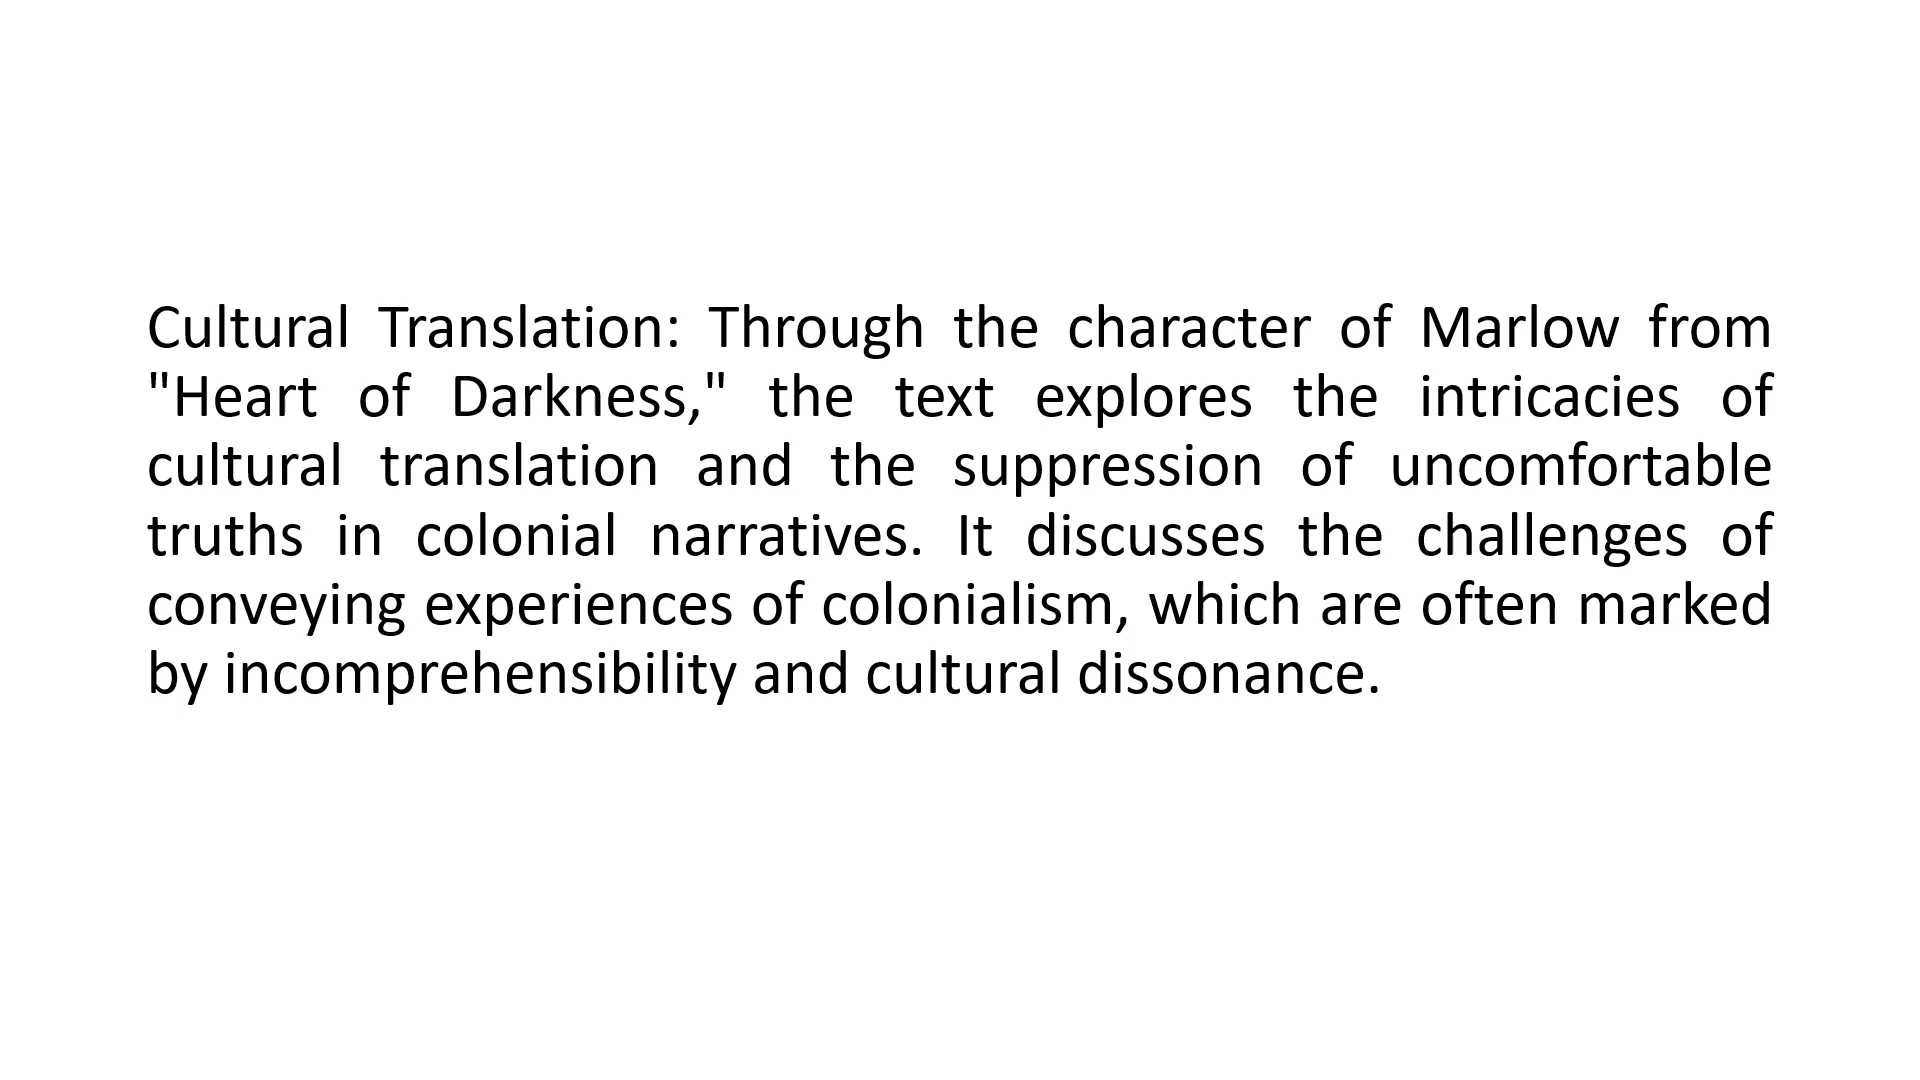 Cultural Translation: Through the character of Marlow from
"Heart of Darkness," the text explores the intricacies of
cultural translation and the suppression of uncomfortable
truths in colonial narratives. It discusses the challenges of
conveying experiences of colonialism, which are often marked
by incomprehensibility and cultural dissonance.